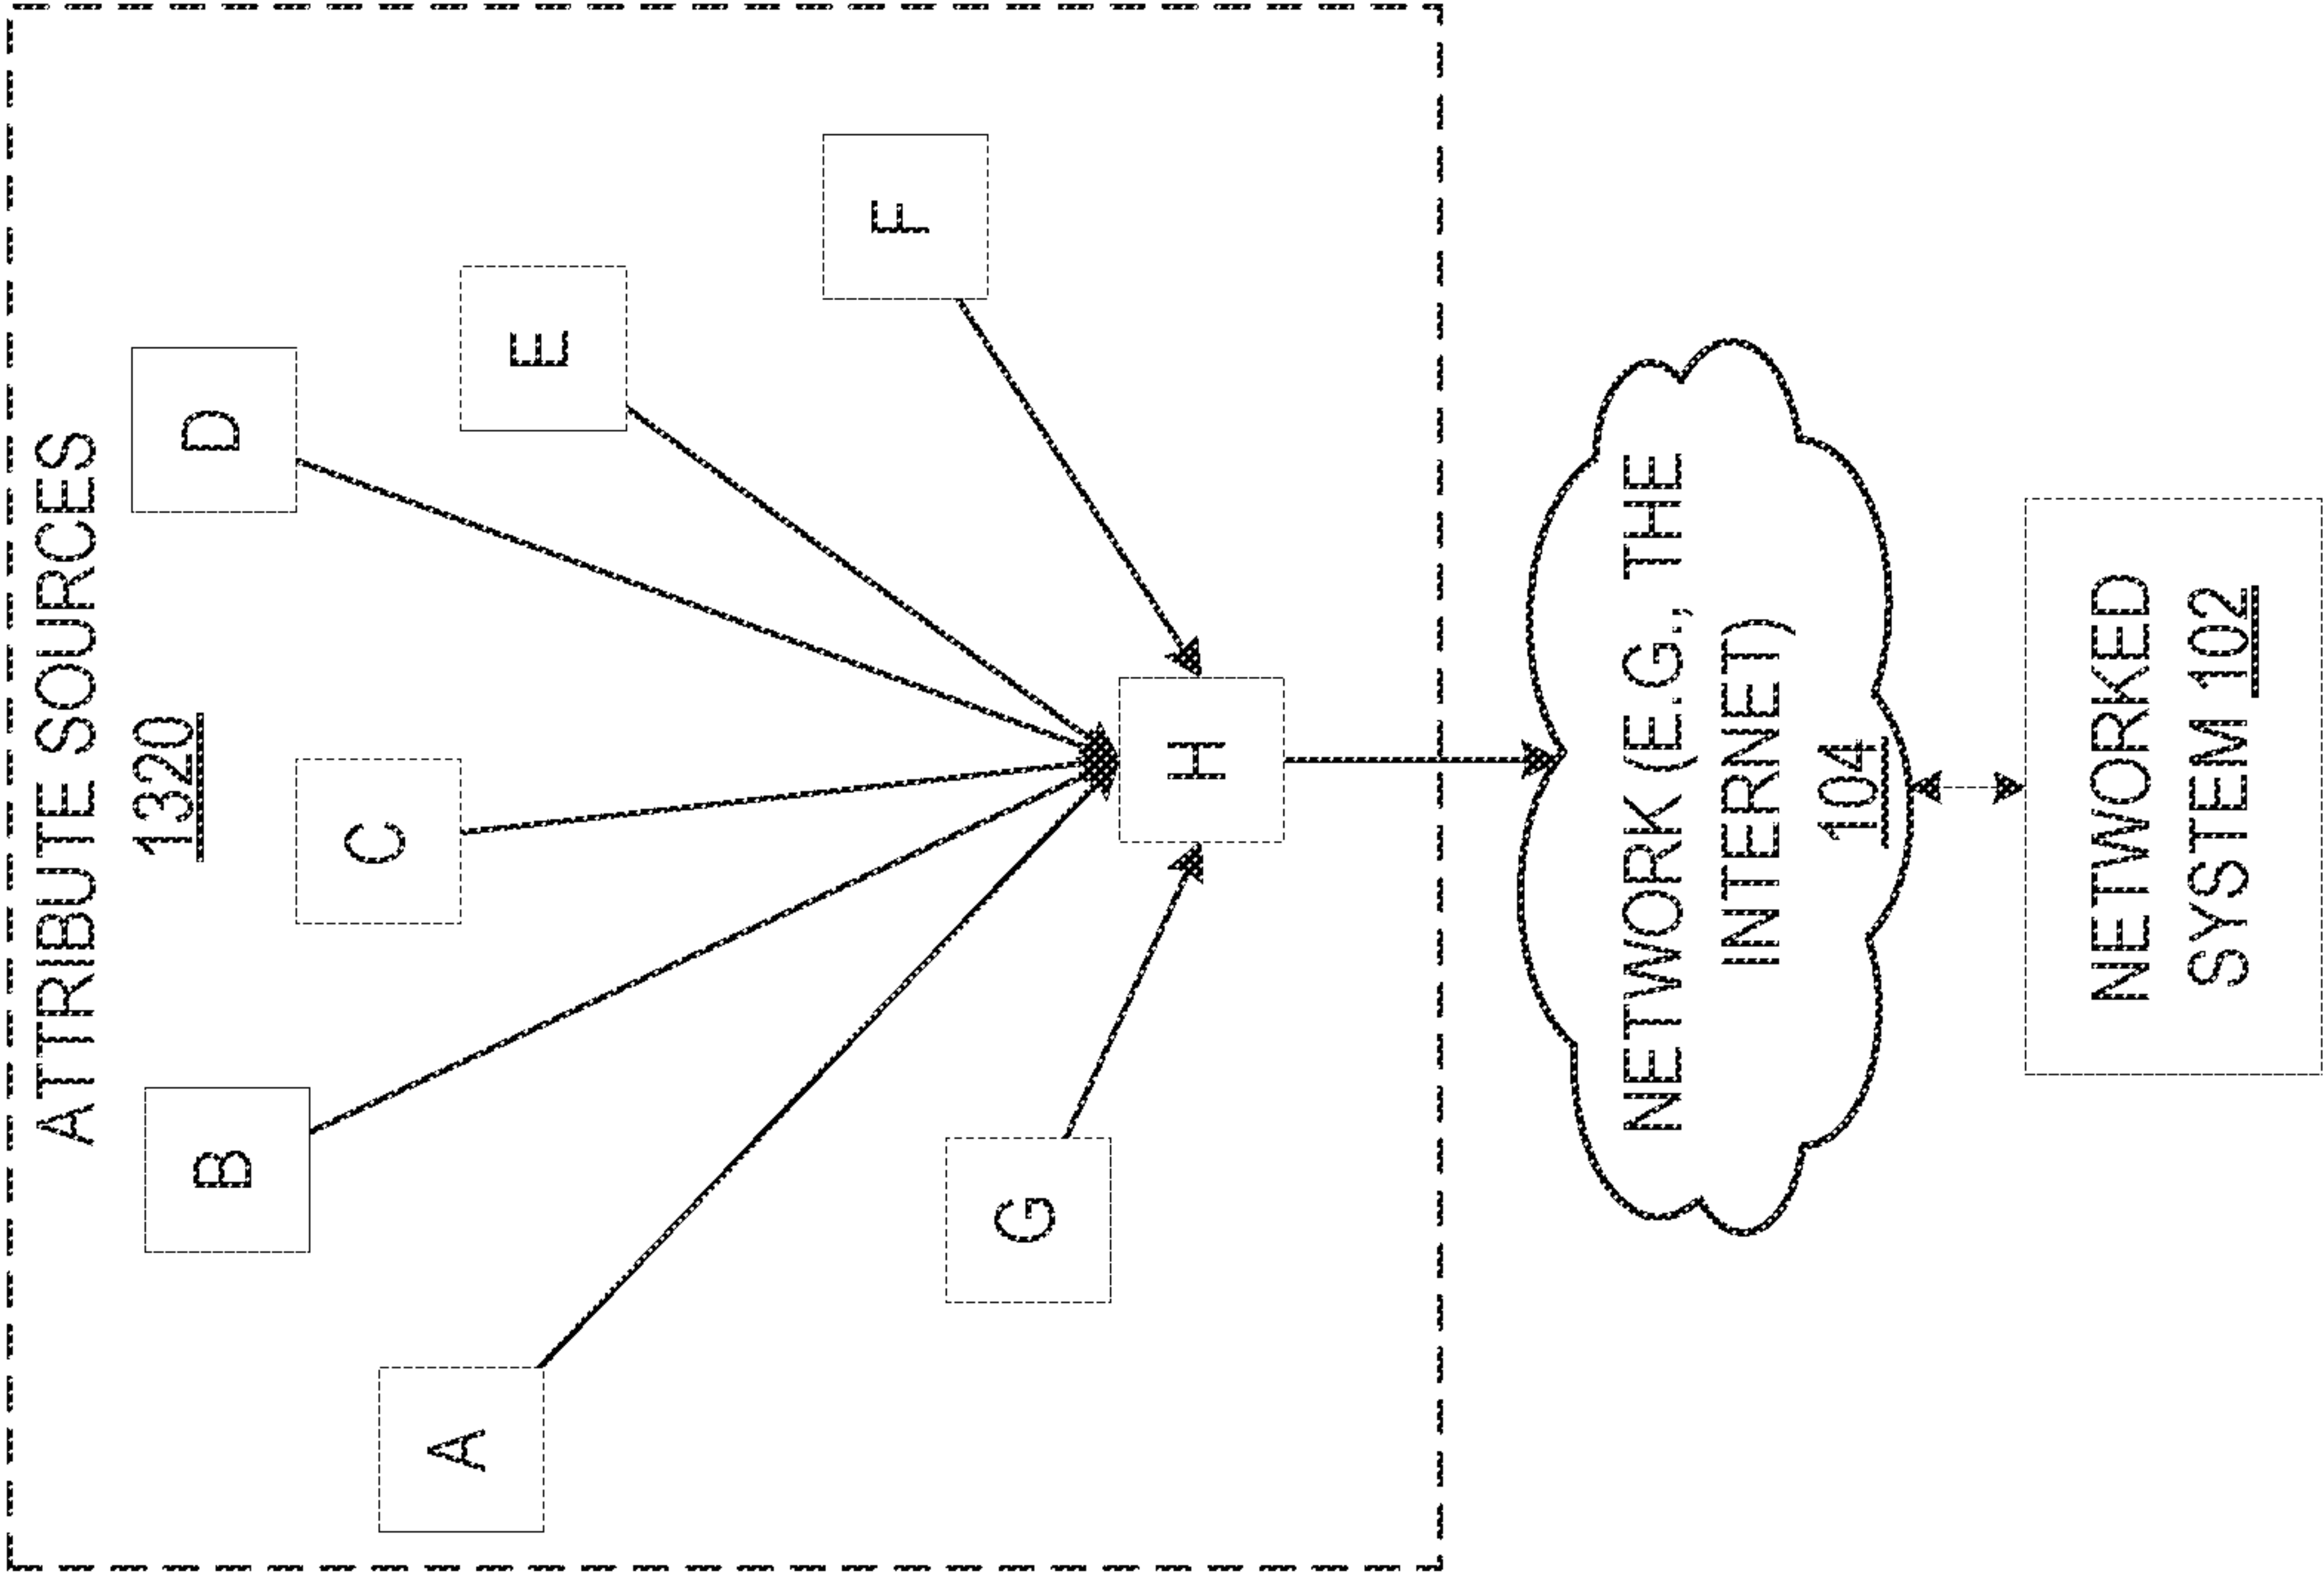 ATTRIBUTE SOURCES
1320
B
D
C
A
E
G
F
H
NETWORK (E.G., THE
INTERNET)
104
NETWORKED
SYSTEM 102